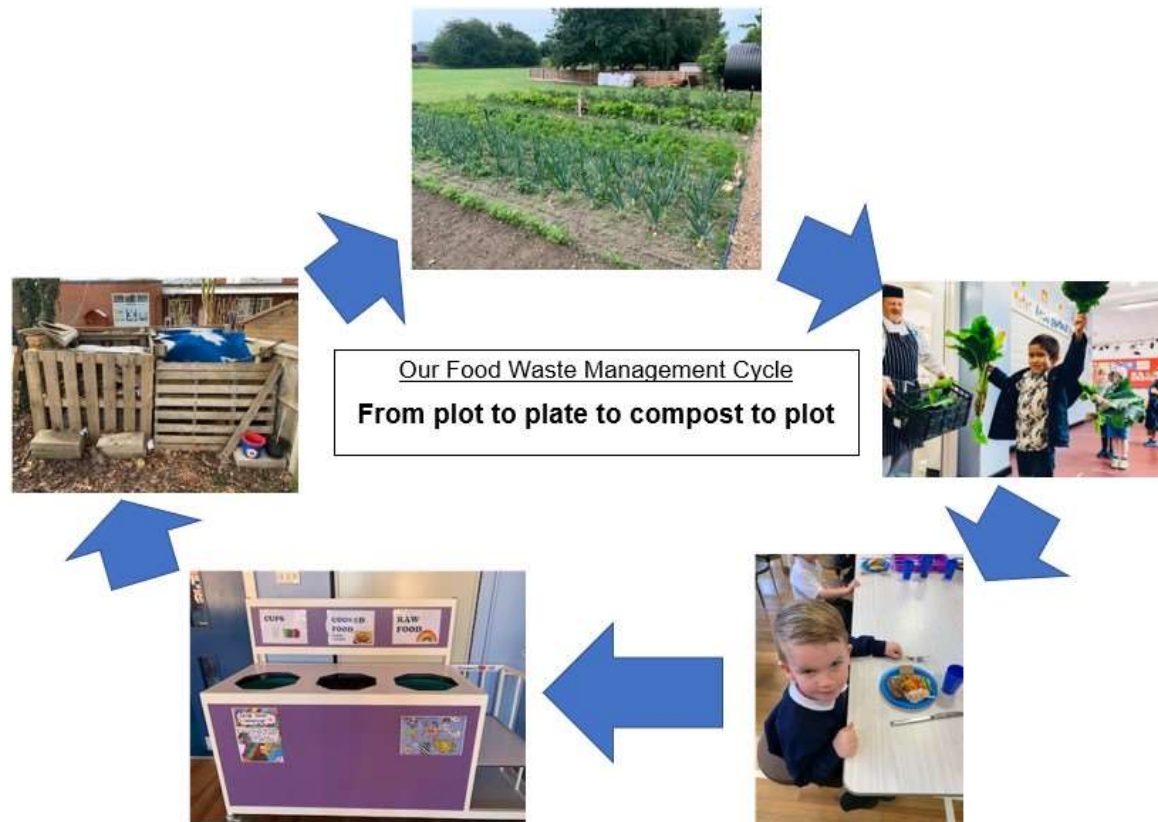 Our Food Waste Management Cycle
From plot to plate to compost to plot
CUPS
COOKED
FOOD
RAW
FOOD